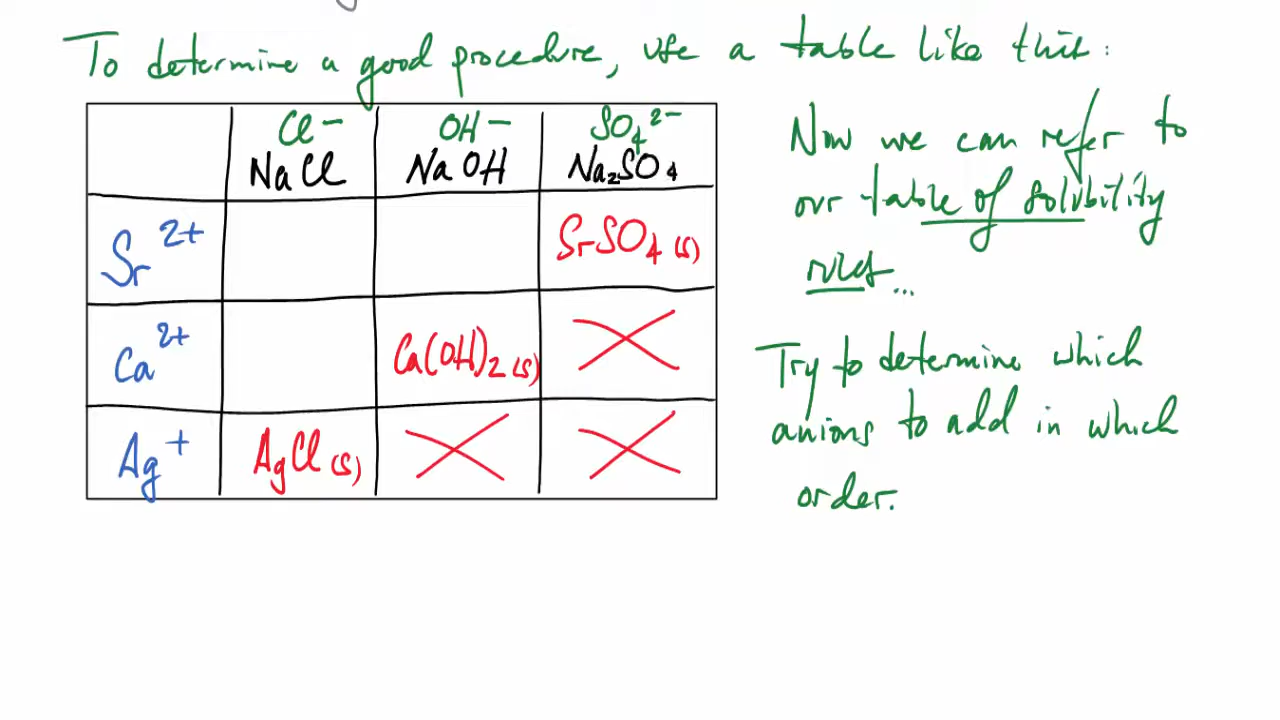 To determine a good procedure, use a table like this:
Cl⁻ OH⁻ SO₄²⁻
NaCl NaOH Na₂SO₄
Sr²⁺ SrSO₄(s)
Ca²⁺ Ca(OH)₂(s)
Ag⁺ AgCl(s)
Now we can refer to
our table of solubility
rules...
Try to determine which
anions to add in which
order.